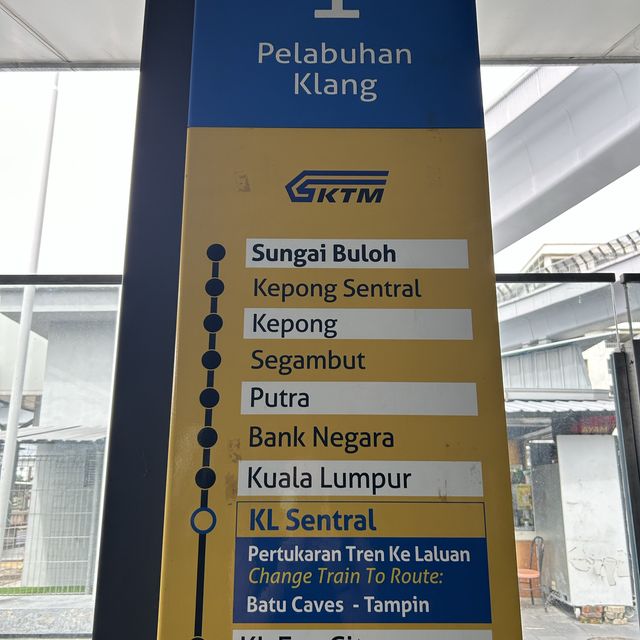 1
Pelabuhan
Klang
KTM
Sungai Buloh
Kepong Sentral
Kepong
Segambut
Putra
Bank Negara
Kuala Lumpur
KL Sentral
Pertukaran Tren Ke Laluan
Change Train To Route:
Batu Caves - Tampin